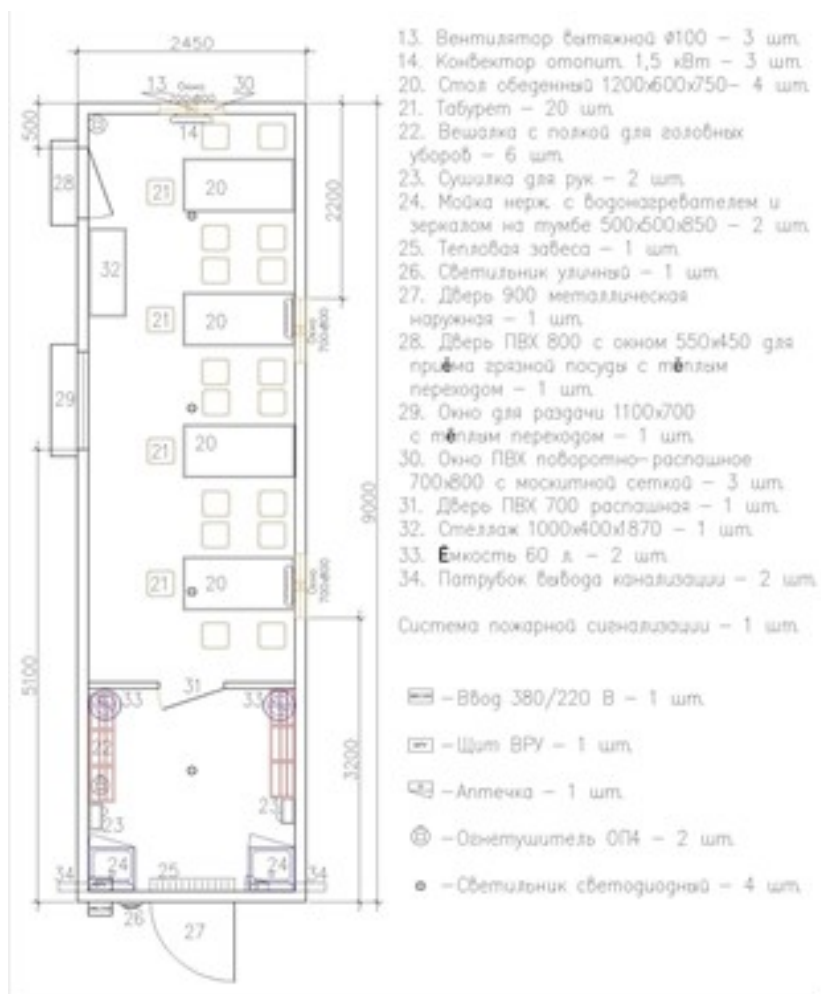 2450
13
Окно
700х800
30
13. Вентилятор вытяжной ø100 – 3 шт.
14. Конвектор отопит. 1,5 кВт – 3 шт.
20. Стол обеденный 1200х600х750– 4 шт.
21. Табурет – 20 шт.
22. Вешалка с полкой для головных
уборов – 6 шт.
23. Сушилка для рук – 2 шт.
24. Мойка нерж. с водонагревателем и
зеркалом на тумбе 500х500х850 – 2 шт.
25. Тепловая завеса – 1 шт.
26. Светильник уличный – 1 шт.
27. Дверь 900 металлическая
наружная – 1 шт.
28. Дверь ПВХ 800 с окном 550х450 для
приёма грязной посуды с тёплым
переходом – 1 шт.
29. Окно для раздачи 1100х700
с тёплым переходом – 1 шт.
30. Окно ПВХ поворотно-распашное
700х800 с москитной сеткой – 3 шт.
31. Дверь ПВХ 700 распашная – 1 шт.
32. Стеллаж 1000х400х1870 – 1 шт.
33. Ёмкость 60 л. – 2 шт.
34. Патрубок вывода канализации – 2 шт.
Система пожарной сигнализации – 1 шт.
– Ввод 380/220 В – 1 шт.
– Щит ВРУ – 1 шт.
– Аптечка – 1 шт.
– Огнетушитель ОП4 – 2 шт.
– Светильник светодиодный – 4 шт.
500
14
28
21
20
2200
32
21
20
Окно
700х800
29
21
20
9000
21
20
Окно
700х800
5100
31
33
33
22
3200
23
23
34
24
25
24
34
26
27